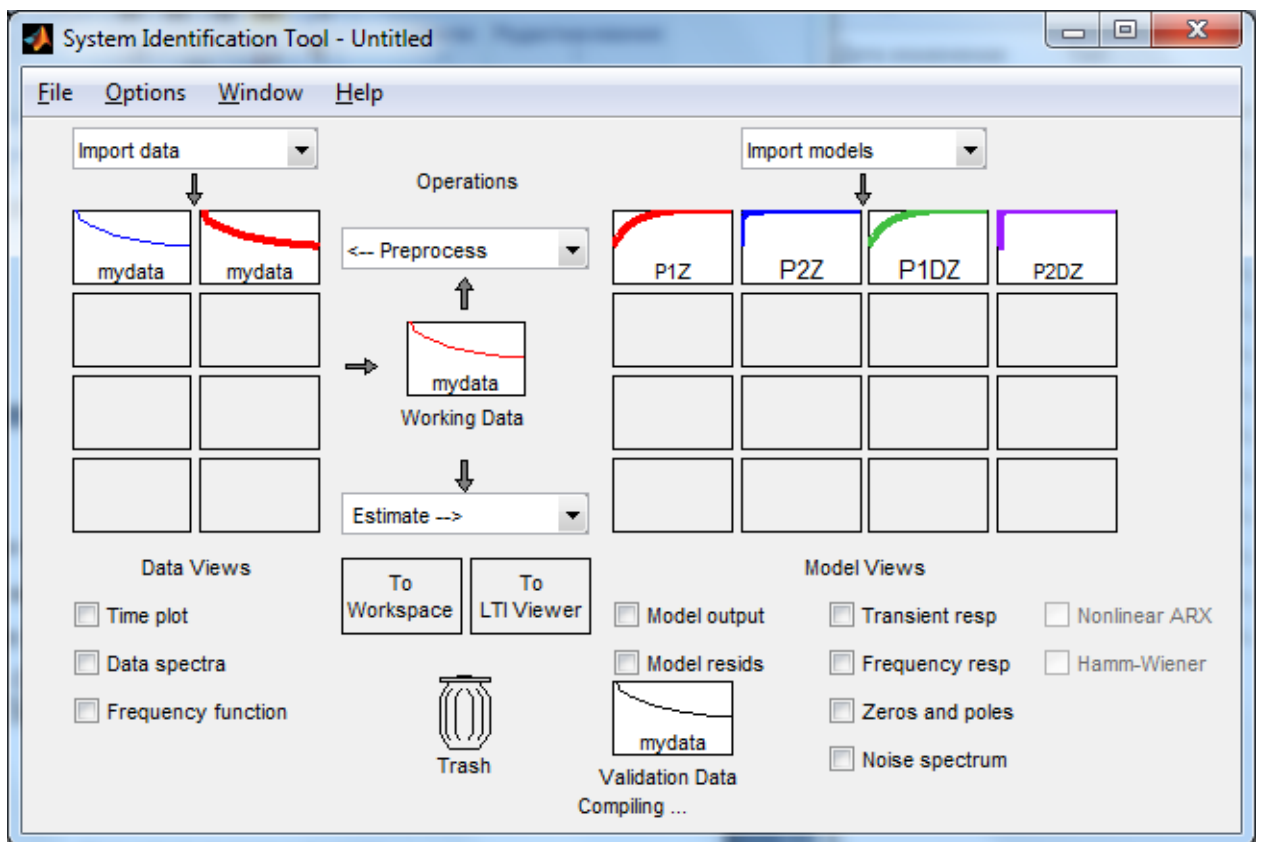 System Identification Tool - Untitled
File Options Window Help
Import data
Import models
Operations
mydata
mydata
<-- Preprocess
P1Z
P2Z
P1DZ
P2DZ
mydata
Working Data
Estimate -->
Data Views
To Workspace
To LTI Viewer
Model Views
Time plot
Model output
Transient resp
Nonlinear ARX
Data spectra
Model resids
Frequency resp
Hamm-Wiener
Frequency function
Zeros and poles
mydata
Trash
Validation Data
Noise spectrum
Compiling ...